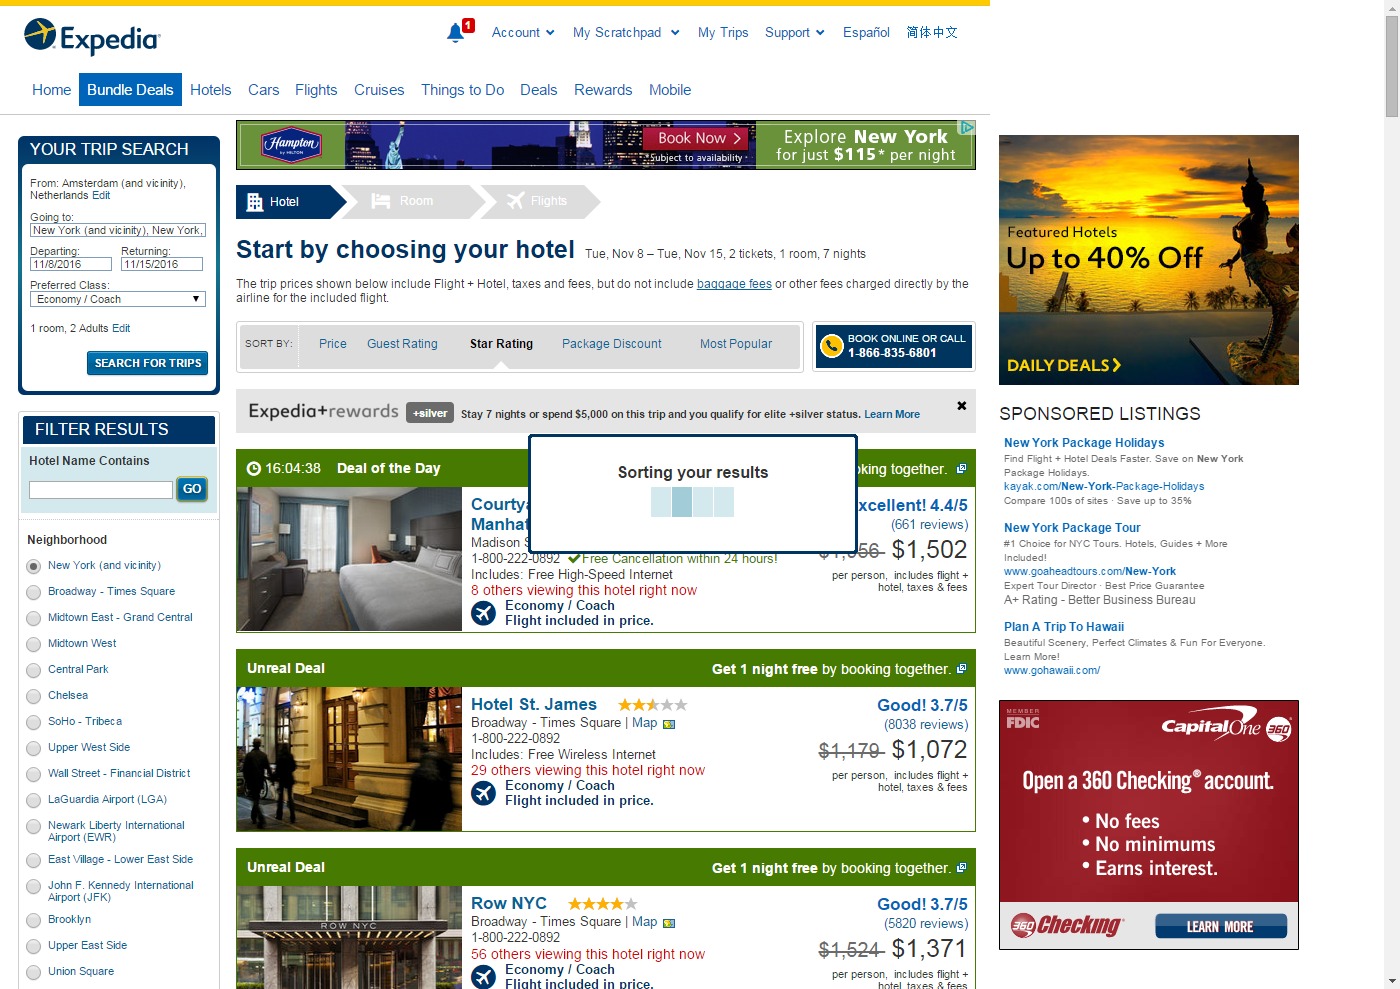 Expedia
1
Account
My Scratchpad
My Trips
Support
Español
简体中文
Home
Bundle Deals
Hotels
Cars
Flights
Cruises
Things to Do
Deals
Rewards
Mobile
YOUR TRIP SEARCH
From: Amsterdam (and vicinity),
Netherlands Edit
Going to:
New York (and vicinity), New York,
Departing:
Returning:
11/8/2016
11/15/2016
Preferred Class:
Economy / Coach
1 room, 2 Adults Edit
SEARCH FOR TRIPS
FILTER RESULTS
Hotel Name Contains
GO
Neighborhood
New York (and vicinity)
Broadway - Times Square
Midtown East - Grand Central
Midtown West
Central Park
Chelsea
SoHo - Tribeca
Upper West Side
Wall Street - Financial District
LaGuardia Airport (LGA)
Newark Liberty International
Airport (EWR)
East Village - Lower East Side
John F. Kennedy International
Airport (JFK)
Brooklyn
Upper East Side
Union Square
Hampton
by HILTON
Book Now
*Subject to availability
Explore New York
for just $115* per night
Hotel
Room
Flights
Start by choosing your hotel
Tue, Nov 8 – Tue, Nov 15, 2 tickets, 1 room, 7 nights
The trip prices shown below include Flight + Hotel, taxes and fees, but do not include baggage fees or other fees charged directly by the
airline for the included flight.
SORT BY:
Price
Guest Rating
Star Rating
Package Discount
Most Popular
BOOK ONLINE OR CALL
1-866-835-6801
Expedia+rewards
+silver
Stay 7 nights or spend $5,000 on this trip and you qualify for elite +silver status. Learn More
Sorting your results
16:04:38
Deal of the Day
oking together.
Courtya
Manhat
Madison S
1-800-222-0892
Free Cancellation within 24 hours!
Includes: Free High-Speed Internet
8 others viewing this hotel right now
Economy / Coach
Flight included in price.
xcellent! 4.4/5
(661 reviews)
$1,502
per person, includes flight +
hotel, taxes & fees
Unreal Deal
Get 1 night free by booking together.
Hotel St. James
Broadway - Times Square | Map
1-800-222-0892
Includes: Free Wireless Internet
29 others viewing this hotel right now
Economy / Coach
Flight included in price.
Good! 3.7/5
(8038 reviews)
$1,179
$1,072
per person, includes flight +
hotel, taxes & fees
Unreal Deal
Get 1 night free by booking together.
ROW NYC
Row NYC
Broadway - Times Square | Map
1-800-222-0892
56 others viewing this hotel right now
Economy / Coach
Flight included in price.
Good! 3.7/5
(5820 reviews)
$1,524
$1,371
per person, includes flight +
hotel, taxes & fees
Featured Hotels
Up to 40% Off
DAILY DEALS
SPONSORED LISTINGS
New York Package Holidays
Find Flight + Hotel Deals Faster. Save on New York
Package Holidays.
kayak.com/New-York-Package-Holidays
Compare 100s of sites · Save up to 35%
New York Package Tour
#1 Choice for NYC Tours. Hotels, Guides + More
Included!
www.goaheadtours.com/New-York
Expert Tour Director · Best Price Guarantee
A+ Rating - Better Business Bureau
Plan A Trip To Hawaii
Beautiful Scenery, Perfect Climates & Fun For Everyone.
Learn More!
www.gohawaii.com/
MEMBER
FDIC
Capital One 360
Open a 360 Checking® account.
• No fees
• No minimums
• Earns interest.
360 Checking®
LEARN MORE